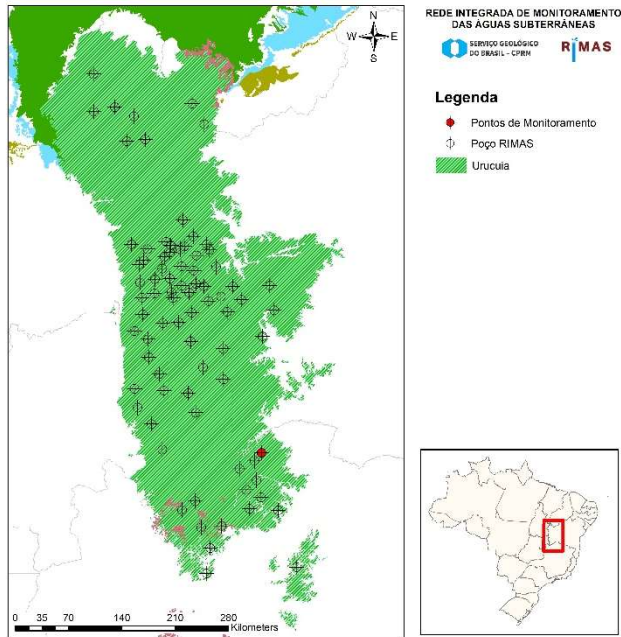 REDE INTEGRADA DE MONITORAMENTO
DAS ÁGUAS SUBTERRÂNEAS
SERVIÇO GEOLÓGICO
DO BRASIL – CPRM
RIMAS
N
W E
S
Legenda
Pontos de Monitoramento
Poço RIMAS
Urucuia
0 35 70 140 210 280
Kilometers